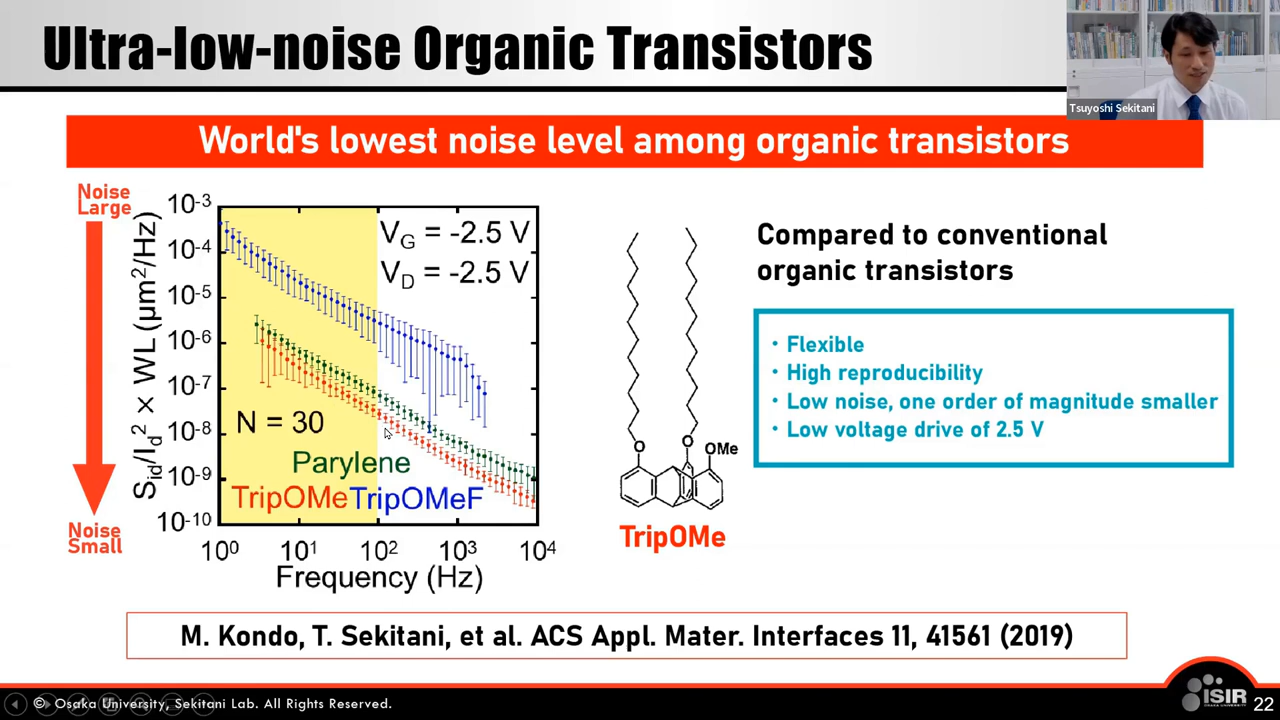 Ultra-low-noise Organic Transistors
Tsuyoshi Sekitani
World's lowest noise level among organic transistors
Noise
Large
Noise
Small
S_id/I_d² × WL (μm²/Hz)
10⁻³
10⁻⁴
10⁻⁵
10⁻⁶
10⁻⁷
10⁻⁸
10⁻⁹
10⁻¹⁰
V_G = -2.5 V
V_D = -2.5 V
N = 30
Parylene
TripOMe TripOMeF
10⁰ 10¹ 10² 10³ 10⁴
Frequency (Hz)
O O OMe
TripOMe
Compared to conventional
organic transistors
・Flexible
・High reproducibility
・Low noise, one order of magnitude smaller
・Low voltage drive of 2.5 V
M. Kondo, T. Sekitani, et al. ACS Appl. Mater. Interfaces 11, 41561 (2019)
© Osaka University, Sekitani Lab. All Rights Reserved.
ISIR
OSAKA UNIVERSITY
22